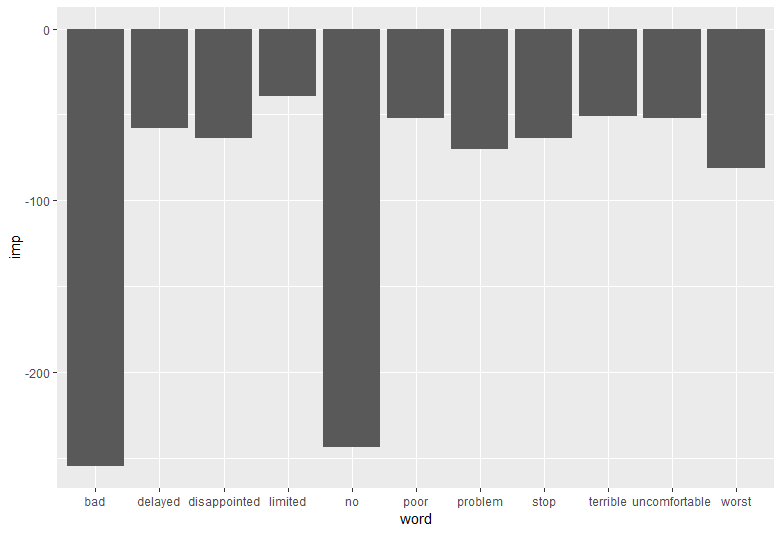 0
-100
-200
imp
bad delayed disappointed limited no poor problem stop terrible uncomfortable worst
word